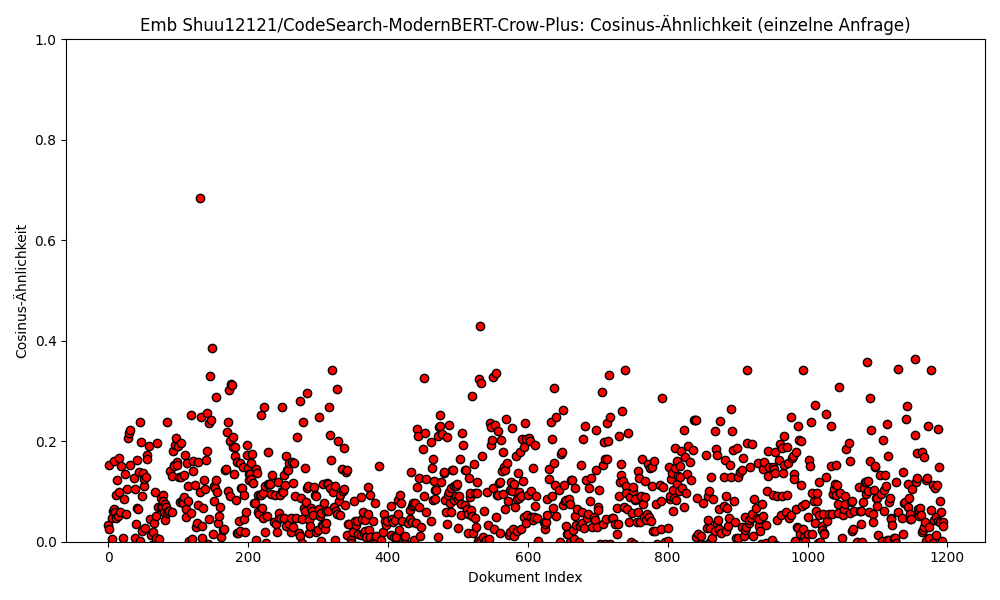 Emb Shuu12121/CodeSearch-ModernBERT-Crow-Plus: Cosinus-Ähnlichkeit (einzelne Anfrage)
1.0
0.8
0.6
0.4
0.2
0.0
Cosinus-Ähnlichkeit
0 200 400 600 800 1000 1200
Dokument Index